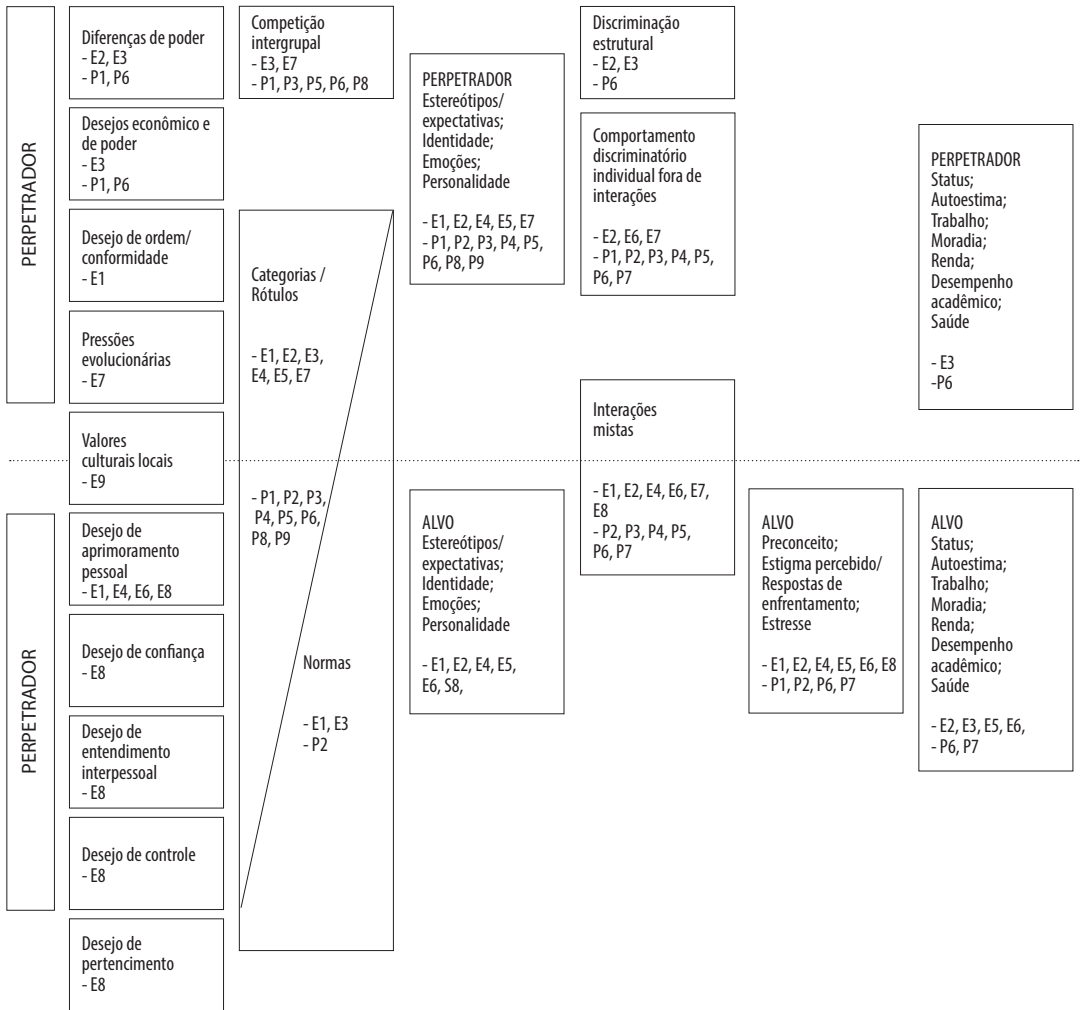 PERPETRADOR
Diferenças de poder
- E2, E3
- P1, P6
Desejos econômico e
de poder
- E3
- P1, P6
Desejo de ordem/
conformidade
- E1
Pressões
evolucionárias
- E7
Valores
culturais locais
- E9
PERPETRADOR
Desejo de
aprimoramento
pessoal
- E1, E4, E6, E8
Desejo de confiança
- E8
Desejo de
entendimento
interpessoal
- E8
Desejo de controle
- E8
Desejo de
pertencimento
- E8
Competição
intergrupal
- E3, E7
- P1, P3, P5, P6, P8
Categorias /
Rótulos
- E1, E2, E3,
E4, E5, E7
- P1, P2, P3,
P4, P5, P6,
P8, P9
Normas
- E1, E3
- P2
PERPETRADOR
Estereótipos/
expectativas;
Identidade;
Emoções;
Personalidade
- E1, E2, E4, E5, E7
- P1, P2, P3, P4, P5,
P6, P8, P9
ALVO
Estereótipos/
expectativas;
Identidade;
Emoções;
Personalidade
- E1, E2, E4, E5,
E6, S8,
Discriminação
estrutural
- E2, E3
- P6
Comportamento
discriminatório
individual fora de
interações
- E2, E6, E7
- P1, P2, P3, P4, P5,
P6, P7
Interações
mistas
- E1, E2, E4, E6, E7,
E8
- P2, P3, P4, P5,
P6, P7
ALVO
Preconceito;
Estigma percebido/
Respostas de
enfrentamento;
Estresse
- E1, E2, E4, E5, E6, E8
- P1, P2, P6, P7
PERPETRADOR
Status;
Autoestima;
Trabalho;
Moradia;
Renda;
Desempenho
acadêmico;
Saúde
- E3
-P6
ALVO
Status;
Autoestima;
Trabalho;
Moradia;
Renda;
Desempenho
acadêmico;
Saúde
- E2, E3, E5, E6,
- P6, P7